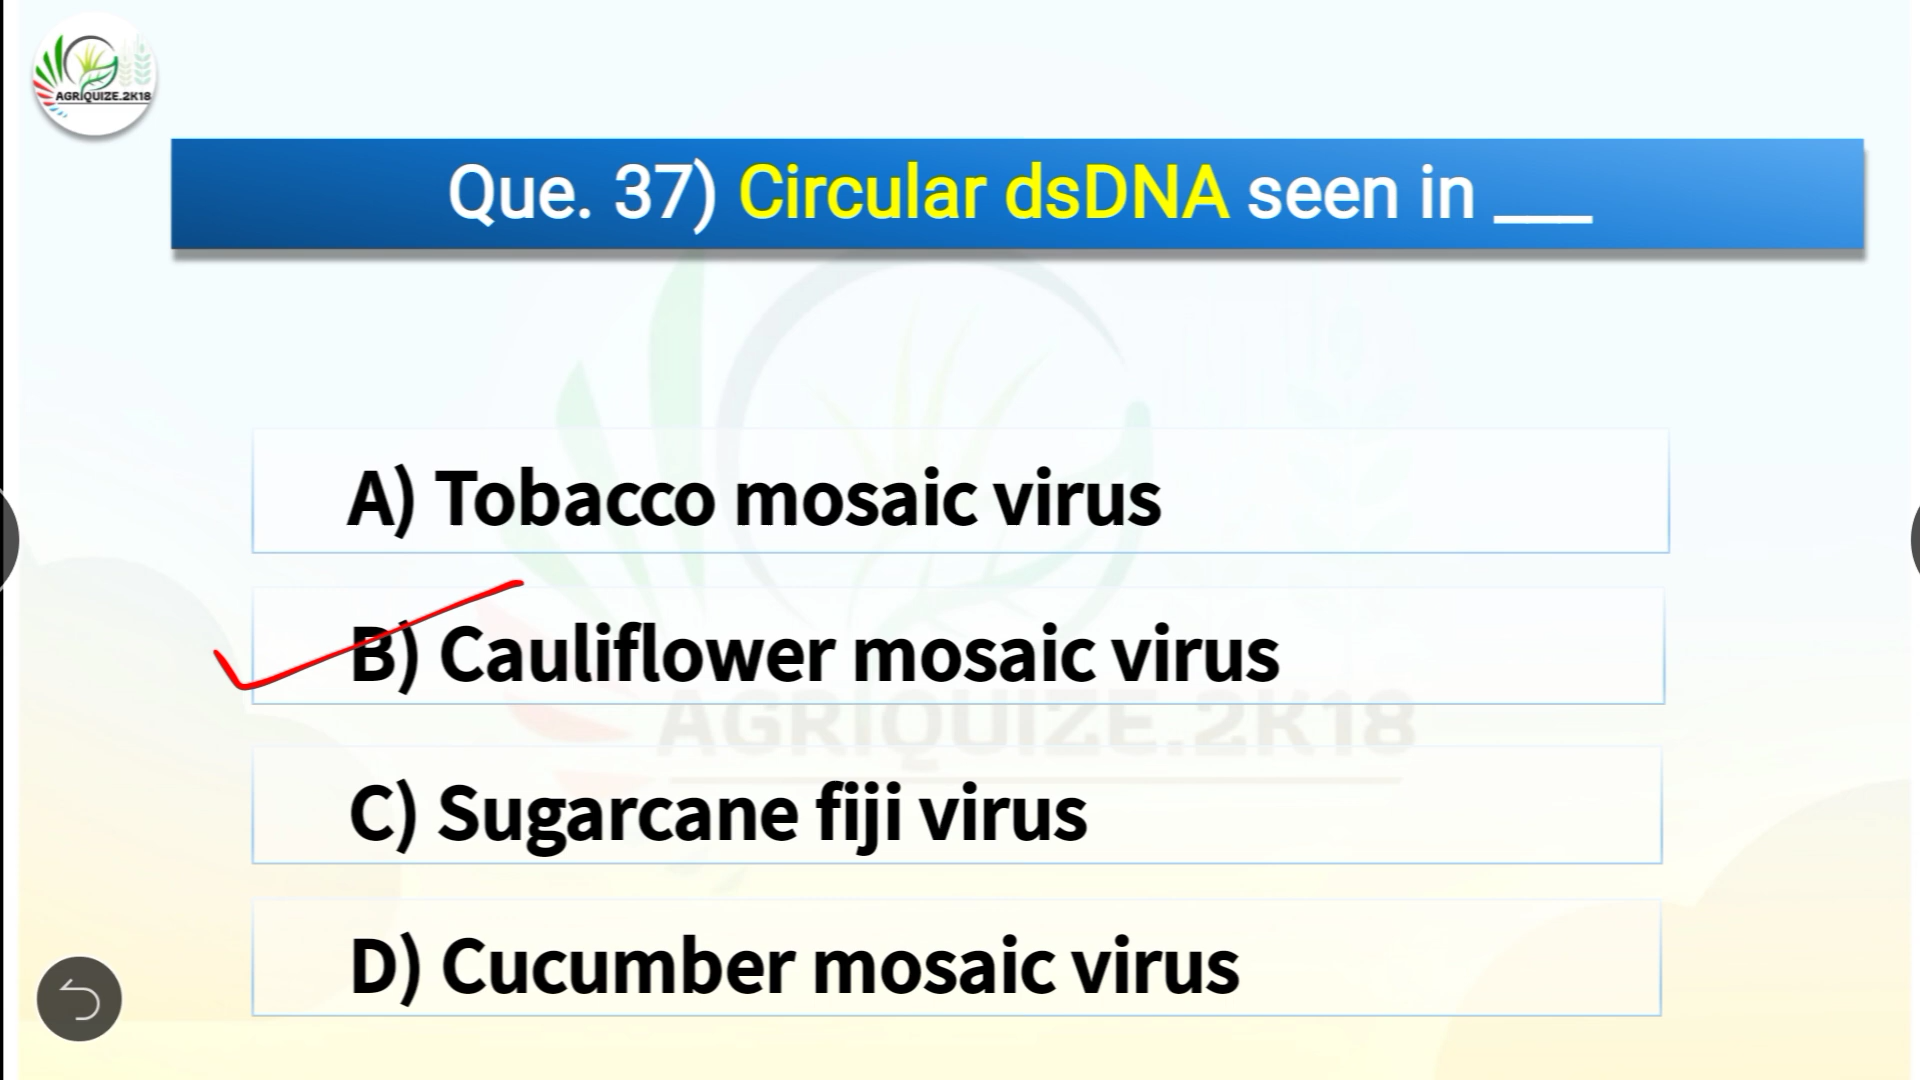 AGRIQUIZE.2K18
Que. 37) Circular dsDNA seen in ___
A) Tobacco mosaic virus
B) Cauliflower mosaic virus
AGRIQUIZE.2K18
C) Sugarcane fiji virus
D) Cucumber mosaic virus